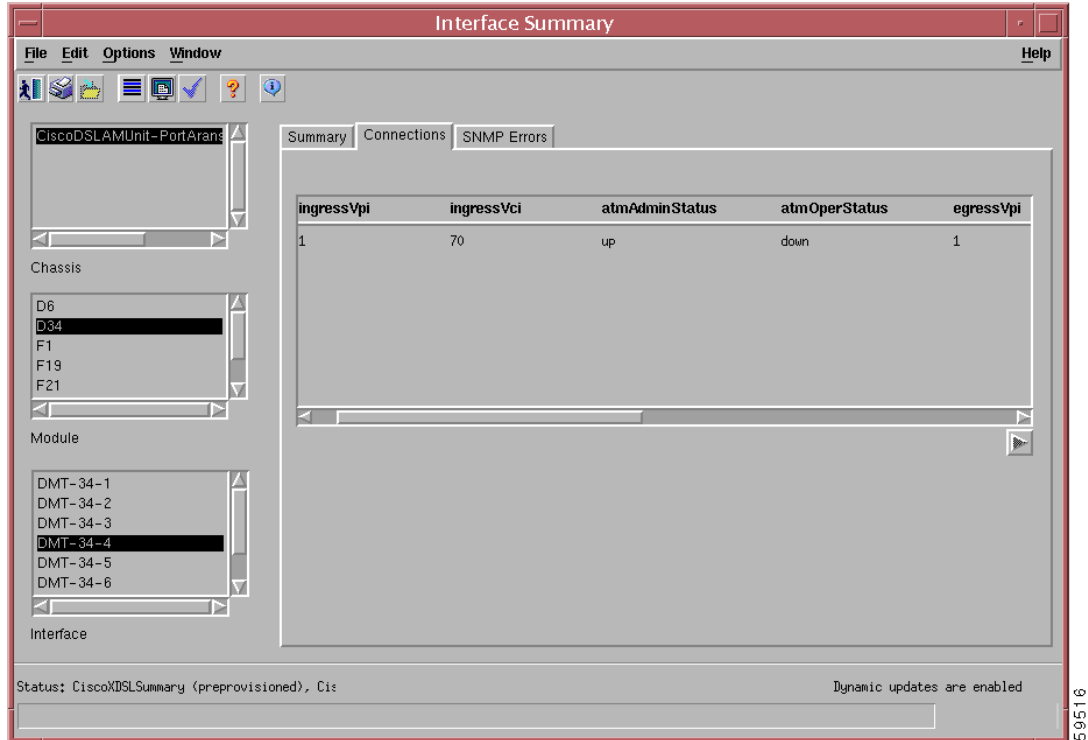 Interface Summary
File Edit Options Window Help
CiscoDSLAMUnit-PortArans
Chassis
D6
D34
F1
F19
F21
Module
DMT-34-1
DMT-34-2
DMT-34-3
DMT-34-4
DMT-34-5
DMT-34-6
Interface
Summary Connections SNMP Errors
ingressVpi ingressVci atmAdminStatus atmOperStatus egressVpi
1 70 up down 1
Status: CiscoXDSLSummary (preprovisioned), Cis
Dynamic updates are enabled
59516